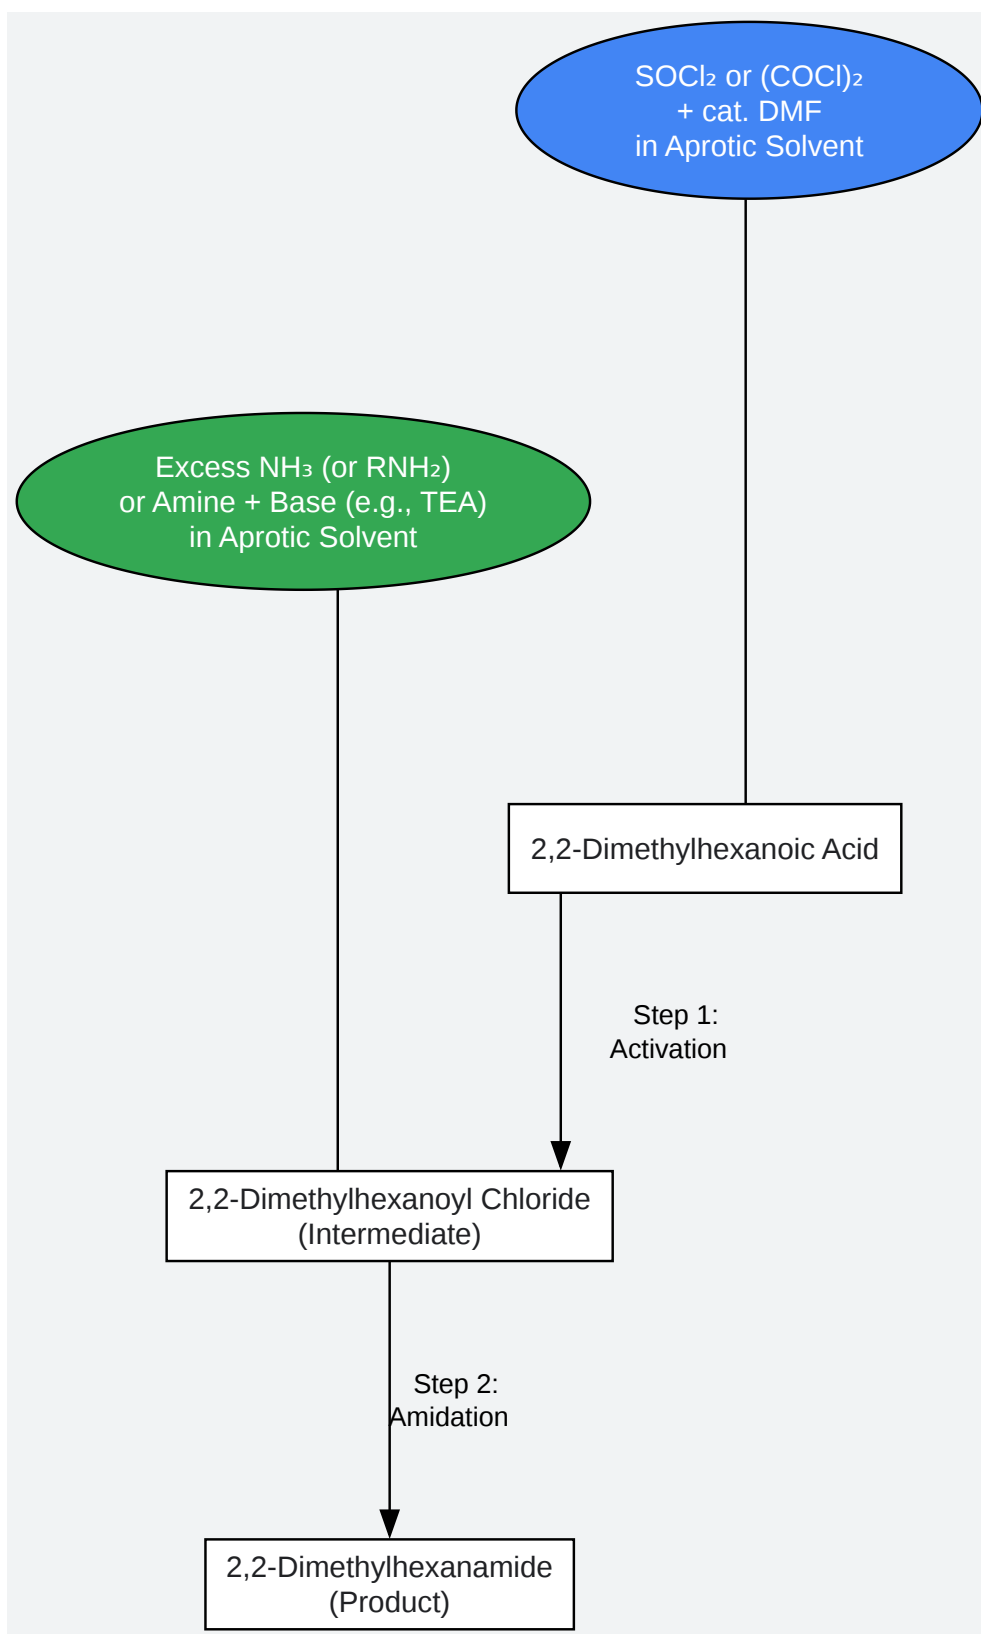 SOCl₂ or (COCl)₂
+ cat. DMF
in Aprotic Solvent
Excess NH₃ (or RNH₂)
or Amine + Base (e.g., TEA)
in Aprotic Solvent
2,2-Dimethylhexanoic Acid
Step 1:
Activation
2,2-Dimethylhexanoyl Chloride
(Intermediate)
Step 2:
Amidation
2,2-Dimethylhexanamide
(Product)